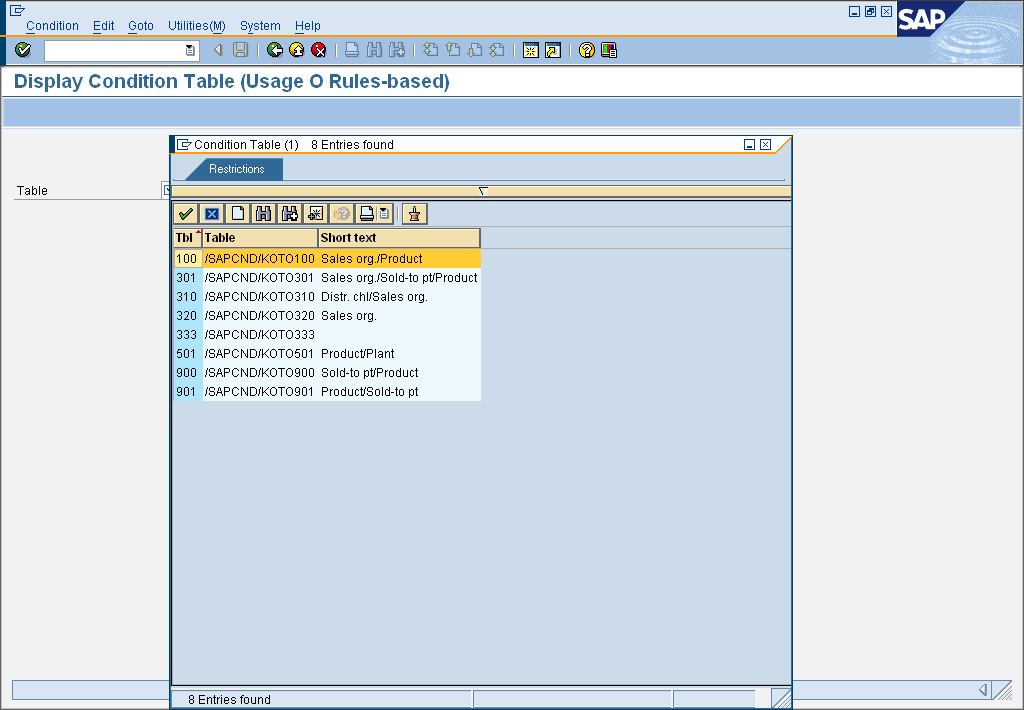 Condition Edit Goto Utilities(M) System Help
SAP
Display Condition Table (Usage O Rules-based)
Table
Condition Table (1) 8 Entries found
Restrictions
Tbl Table Short text
100 /SAPCND/KOTO100 Sales org./Product
301 /SAPCND/KOTO301 Sales org./Sold-to pt/Product
310 /SAPCND/KOTO310 Distr. chl/Sales org.
320 /SAPCND/KOTO320 Sales org.
333 /SAPCND/KOTO333
501 /SAPCND/KOTO501 Product/Plant
900 /SAPCND/KOTO900 Sold-to pt/Product
901 /SAPCND/KOTO901 Product/Sold-to pt
8 Entries found